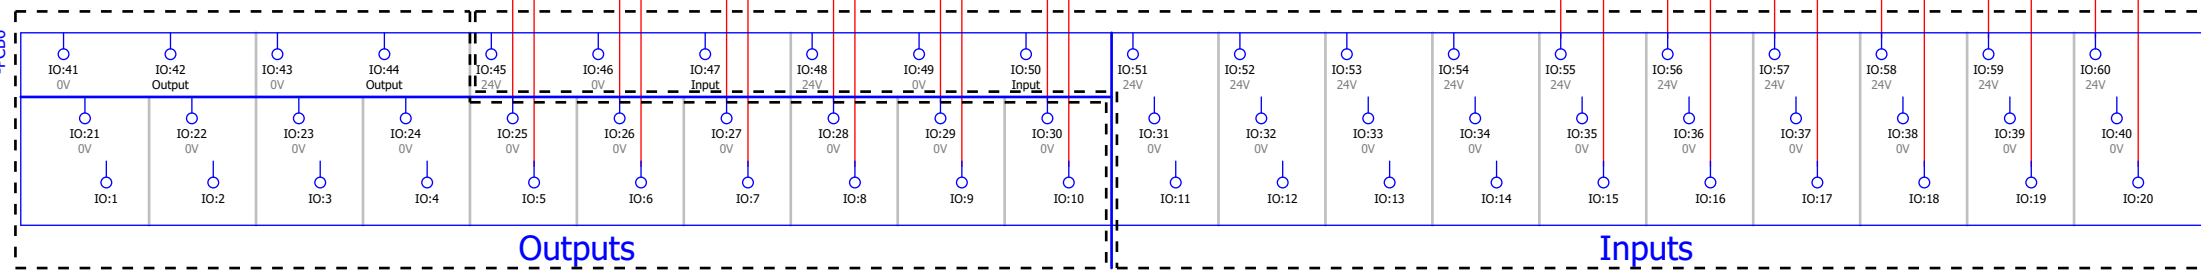 IO:41 IO:42 IO:43 IO:44 IO:45 IO:46 IO:47 IO:48 IO:49 IO:50 IO:51 IO:52 IO:53 IO:54 IO:55 IO:56 IO:57 IO:58 IO:59 IO:60
0V Output 0V Output 24V 0V Input 24V 0V Input 24V 24V 24V 24V 24V 24V 24V 24V 24V 24V
IO:21 IO:22 IO:23 IO:24 IO:25 IO:26 IO:27 IO:28 IO:29 IO:30 IO:31 IO:32 IO:33 IO:34 IO:35 IO:36 IO:37 IO:38 IO:39 IO:40
0V 0V 0V 0V 0V 0V 0V 0V 0V 0V 0V 0V 0V 0V 0V 0V 0V 0V 0V 0V
IO:1 IO:2 IO:3 IO:4 IO:5 IO:6 IO:7 IO:8 IO:9 IO:10 IO:11 IO:12 IO:13 IO:14 IO:15 IO:16 IO:17 IO:18 IO:19 IO:20
Outputs Inputs